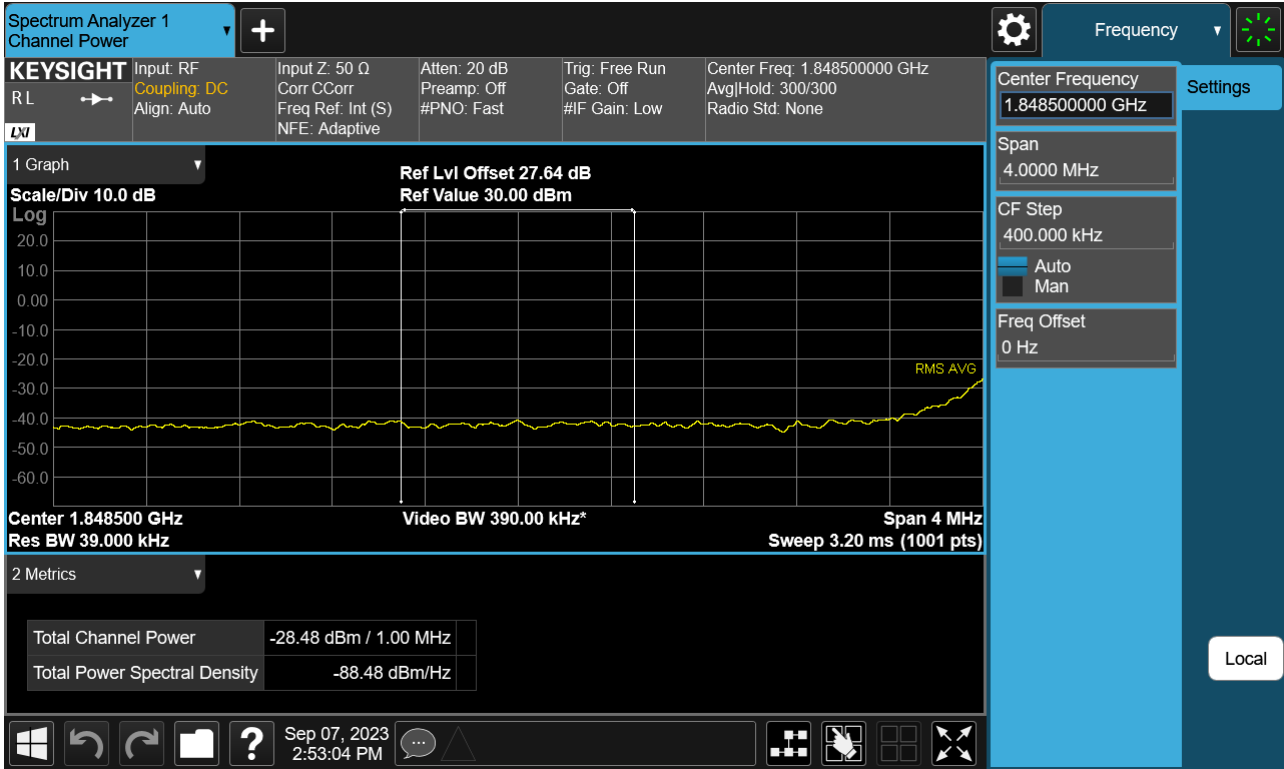 Spectrum Analyzer 1
Channel Power
Frequency
KEYSIGHT
R L
LXI
Input: RF
Coupling: DC
Align: Auto
Input Z: 50 Ω
Corr CCorr
Freq Ref: Int (S)
NFE: Adaptive
Atten: 20 dB
Preamp: Off
#PNO: Fast
Trig: Free Run
Gate: Off
#IF Gain: Low
Center Freq: 1.848500000 GHz
Avg|Hold: 300/300
Radio Std: None
Center Frequency
1.848500000 GHz
Settings
Span
4.0000 MHz
CF Step
400.000 kHz
Auto
Man
Freq Offset
0 Hz
1 Graph
Ref Lvl Offset 27.64 dB
Scale/Div 10.0 dB
Ref Value 30.00 dBm
Log
20.0
10.0
0.00
-10.0
-20.0
RMS AVG
-30.0
-40.0
-50.0
-60.0
Center 1.848500 GHz
Video BW 390.00 kHz*
Span 4 MHz
Res BW 39.000 kHz
Sweep 3.20 ms (1001 pts)
2 Metrics
Total Channel Power -28.48 dBm / 1.00 MHz
Total Power Spectral Density -88.48 dBm/Hz
Local
?
Sep 07, 2023
2:53:04 PM